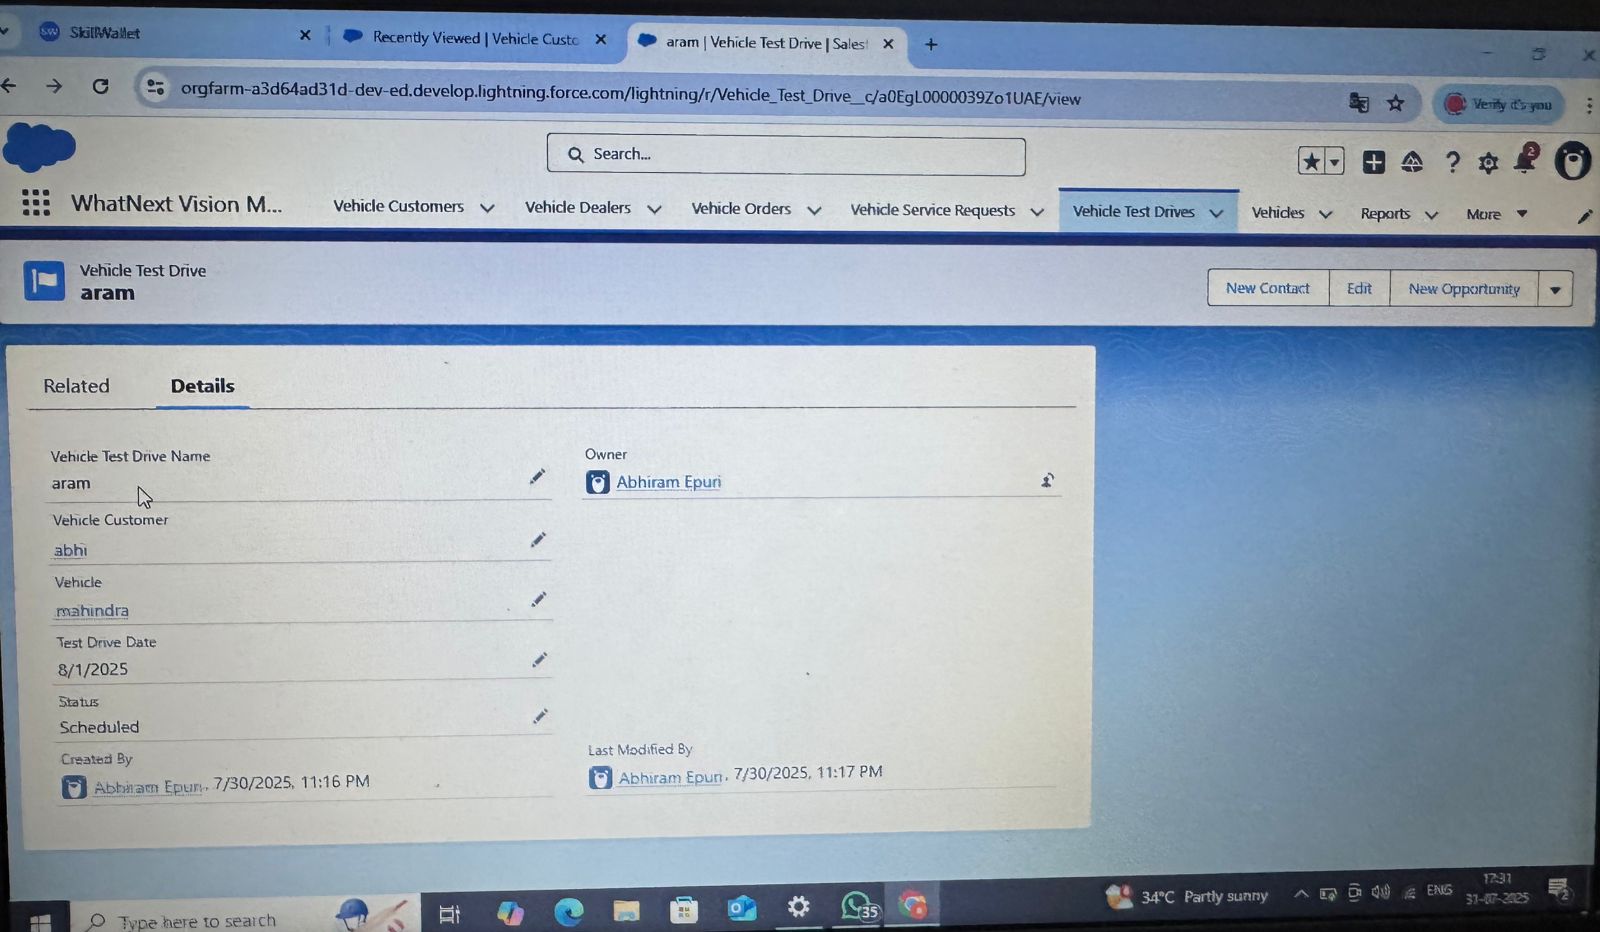 SkillWallet
Recently Viewed | Vehicle Custo
aram | Vehicle Test Drive | Salesf
orgfarm-a3d64ad31d-dev-ed.develop.lightning.force.com/lightning/r/Vehicle_Test_Drive__c/a0EgL0000039Zo1UAE/view
Verify it's you
Search...
2
WhatNext Vision M...
Vehicle Customers
Vehicle Dealers
Vehicle Orders
Vehicle Service Requests
Vehicle Test Drives
Vehicles
Reports
More
Vehicle Test Drive
aram
New Contact
Edit
New Opportunity
Related
Details
Vehicle Test Drive Name
aram
Owner
Abhiram Epuri
Vehicle Customer
abhi
Vehicle
mahindra
Test Drive Date
8/1/2025
Status
Scheduled
Created By
Abhiram Epuri, 7/30/2025, 11:16 PM
Last Modified By
Abhiram Epuri, 7/30/2025, 11:17 PM
Type here to search
35
34°C Partly sunny
ENG
17:31
31-07-2025
2